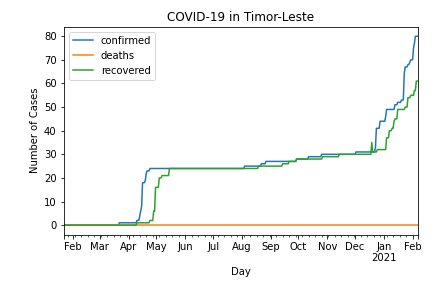 COVID-19 in Timor-Leste
confirmed
deaths
recovered
80
70
60
50
40
30
20
10
0
Number of Cases
Feb Mar Apr May Jun Jul Aug Sep Oct Nov Dec Jan Feb
2021
Day